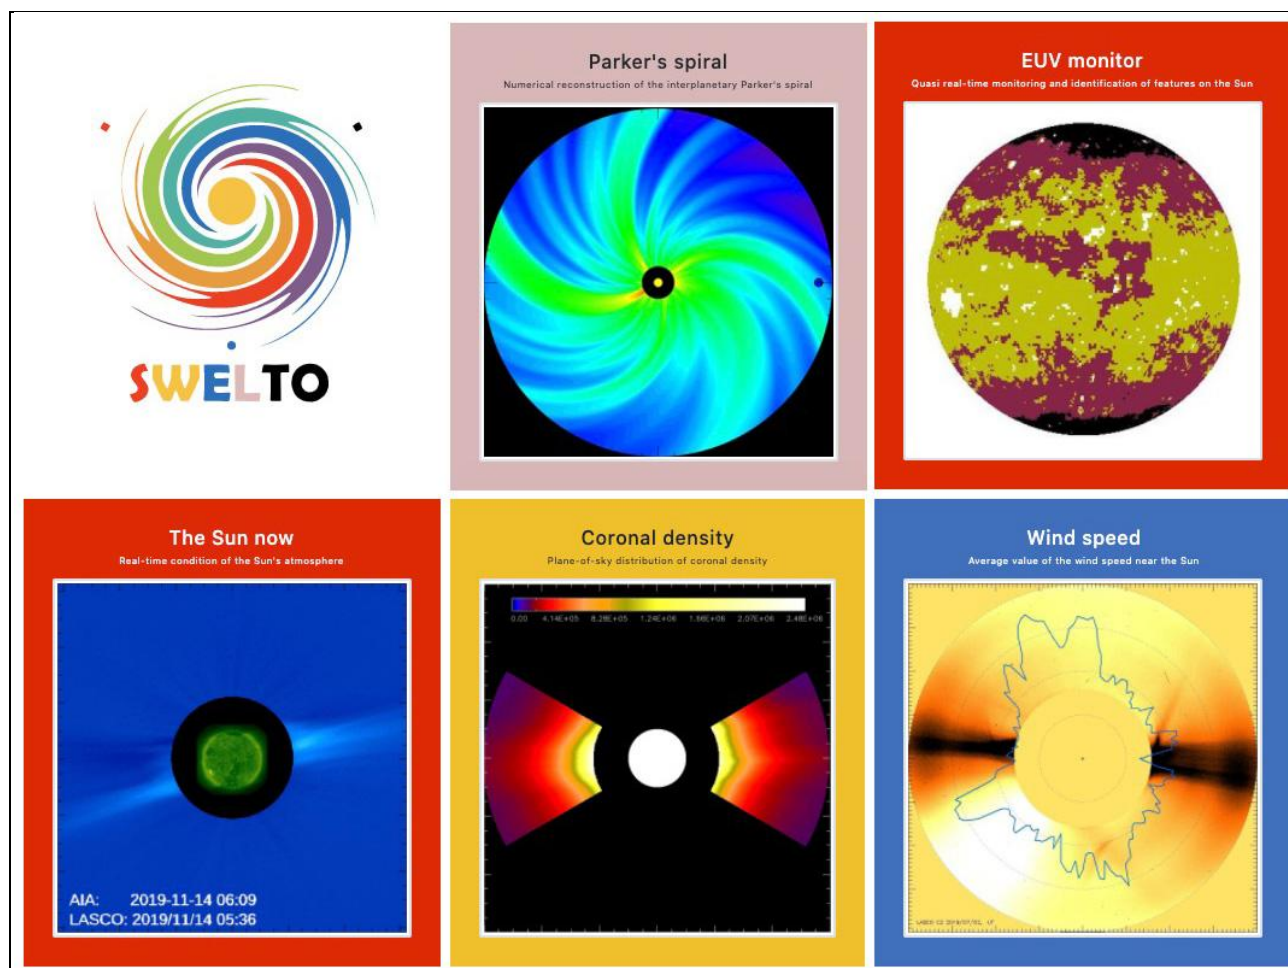 SWELTO
Parker's spiral
Numerical reconstruction of the interplanetary Parker's spiral
EUV monitor
Quasi real-time monitoring and identification of features on the Sun
The Sun now
Real-time condition of the Sun's atmosphere
AIA: 2019-11-14 06:09
LASCO: 2019/11/14 05:36
Coronal density
Plane-of-sky distribution of coronal density
0.00 4.14E+05 8.28E+05 1.24E+06 1.66E+06 2.07E+06 2.48E+06
Wind speed
Average value of the wind speed near the Sun
LASCO C2